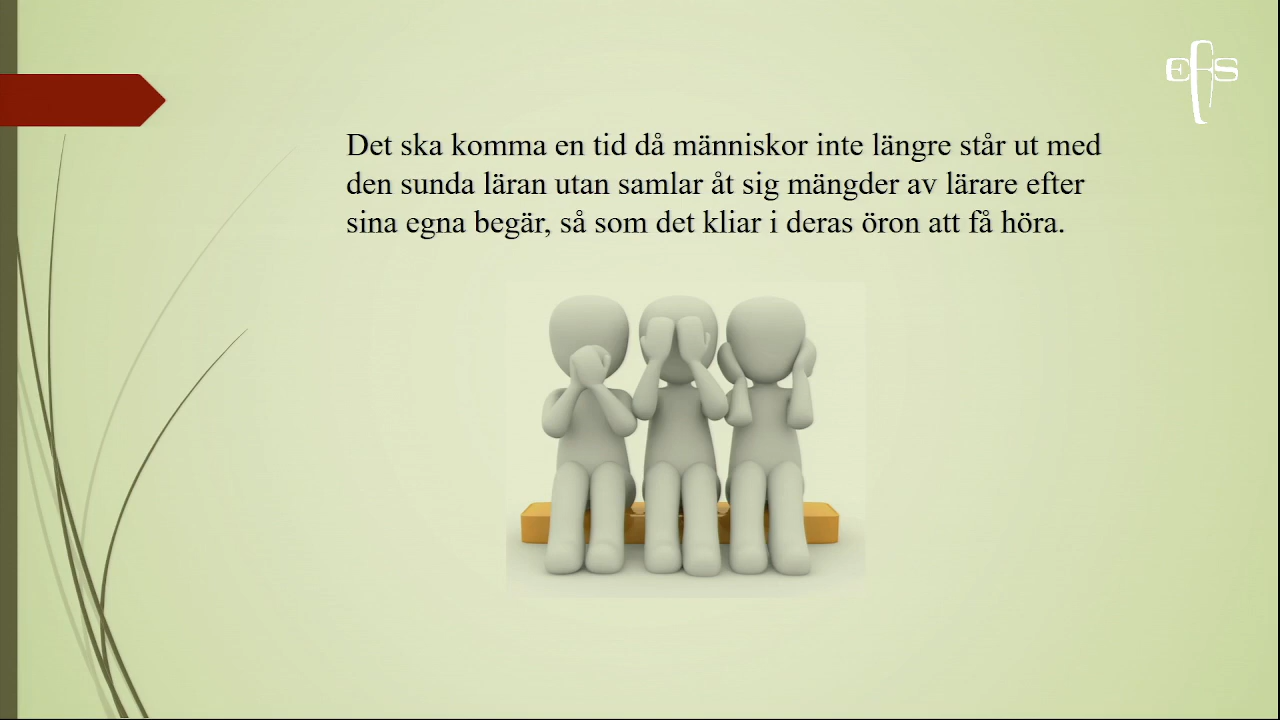 EFS
Det ska komma en tid då människor inte längre står ut med
den sunda läran utan samlar åt sig mängder av lärare efter
sina egna begär, så som det kliar i deras öron att få höra.